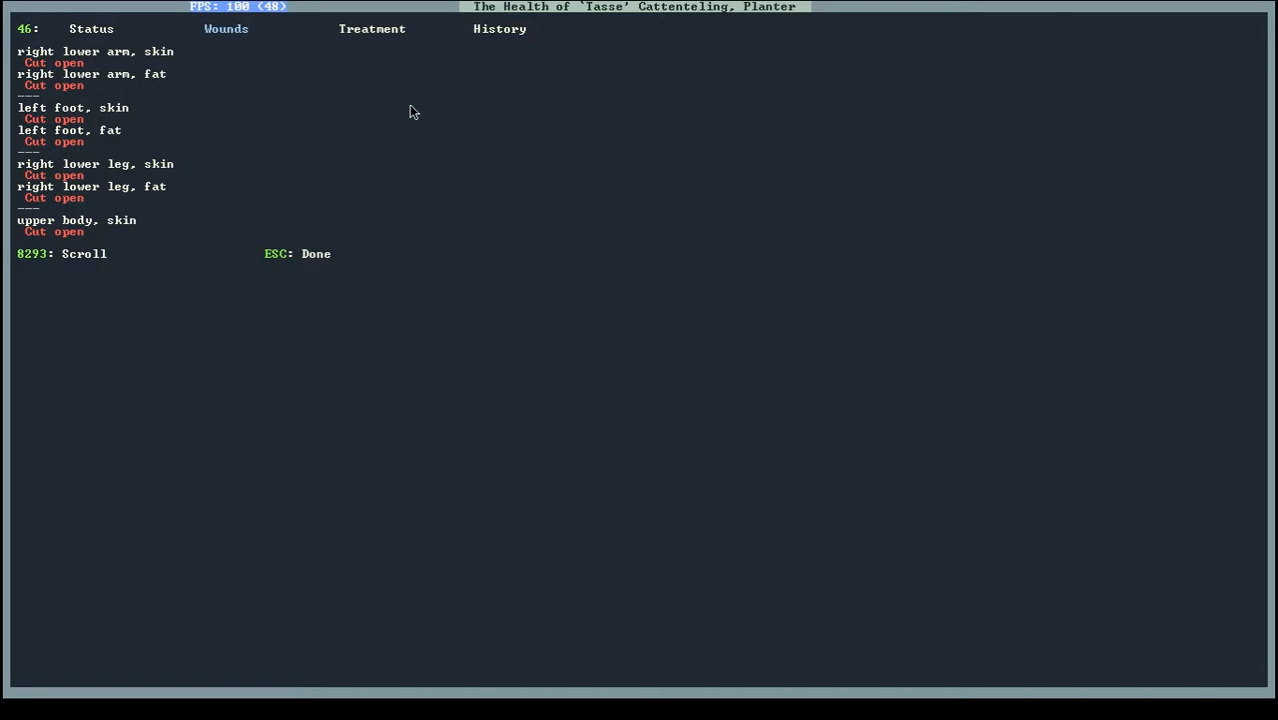 FPS: 100 (48)
The Health of `Tasse' Cattenteling, Planter
46: Status Wounds Treatment History
right lower arm, skin
Cut open
right lower arm, fat
Cut open
---
left foot, skin
Cut open
left foot, fat
Cut open
---
right lower leg, skin
Cut open
right lower leg, fat
Cut open
---
upper body, skin
Cut open
8293: Scroll ESC: Done